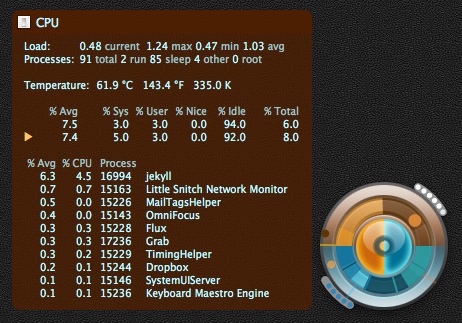 CPU
Load: 0.48 current 1.24 max 0.47 min 1.03 avg
Processes: 91 total 2 run 85 sleep 4 other 0 root
Temperature: 61.9 °C 143.4 °F 335.0 K
% Avg % Sys % User % Nice % Idle % Total
7.5 3.0 3.0 0.0 94.0 6.0
7.4 5.0 3.0 0.0 92.0 8.0
% Avg % CPU Process
6.3 4.5 16994 jekyll
0.7 0.7 15163 Little Snitch Network Monitor
0.5 0.0 15226 MailTagsHelper
0.4 0.0 15143 OmniFocus
0.3 0.3 15228 Flux
0.3 0.3 17236 Grab
0.3 0.2 15229 TimingHelper
0.2 0.1 15244 Dropbox
0.1 0.1 15146 SystemUIServer
0.1 0.1 15236 Keyboard Maestro Engine